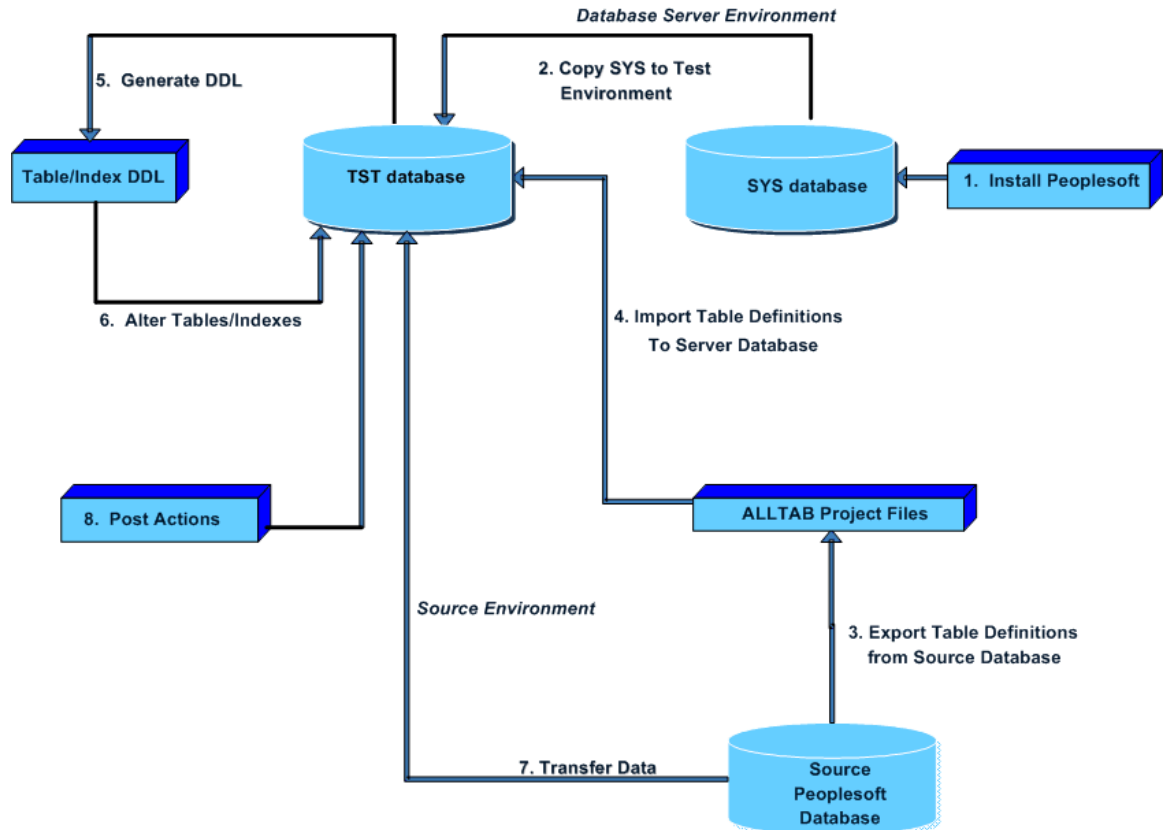 Database Server Environment
5. Generate DDL
2. Copy SYS to Test
Environment
Table/Index DDL
TST database
SYS database
1. Install Peoplesoft
6. Alter Tables/Indexes
4. Import Table Definitions
To Server Database
8. Post Actions
ALLTAB Project Files
Source Environment
3. Export Table Definitions
from Source Database
7. Transfer Data
Source
Peoplesoft
Database